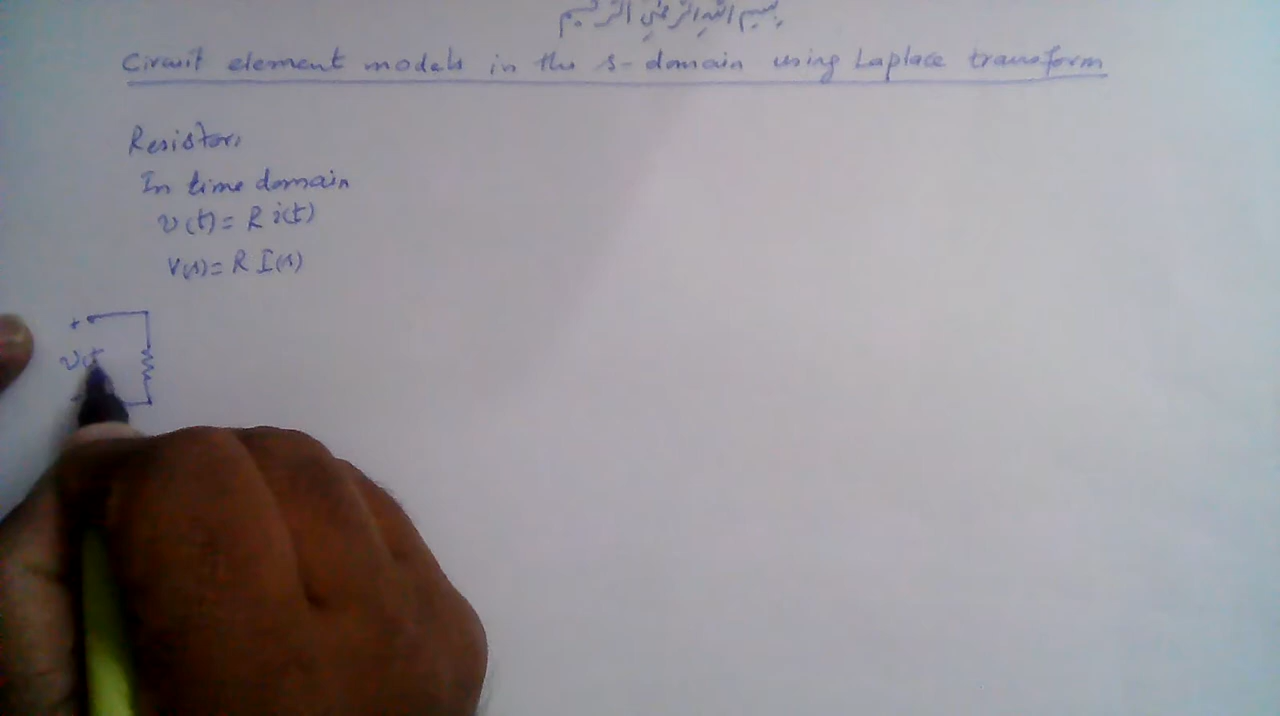 بسم الله الرحمن الرحيم
Circuit element models in the s-domain using Laplace transform
Resistor,
In time domain
v(t) = R i(t)
V(s) = R I(s)
+
v(t